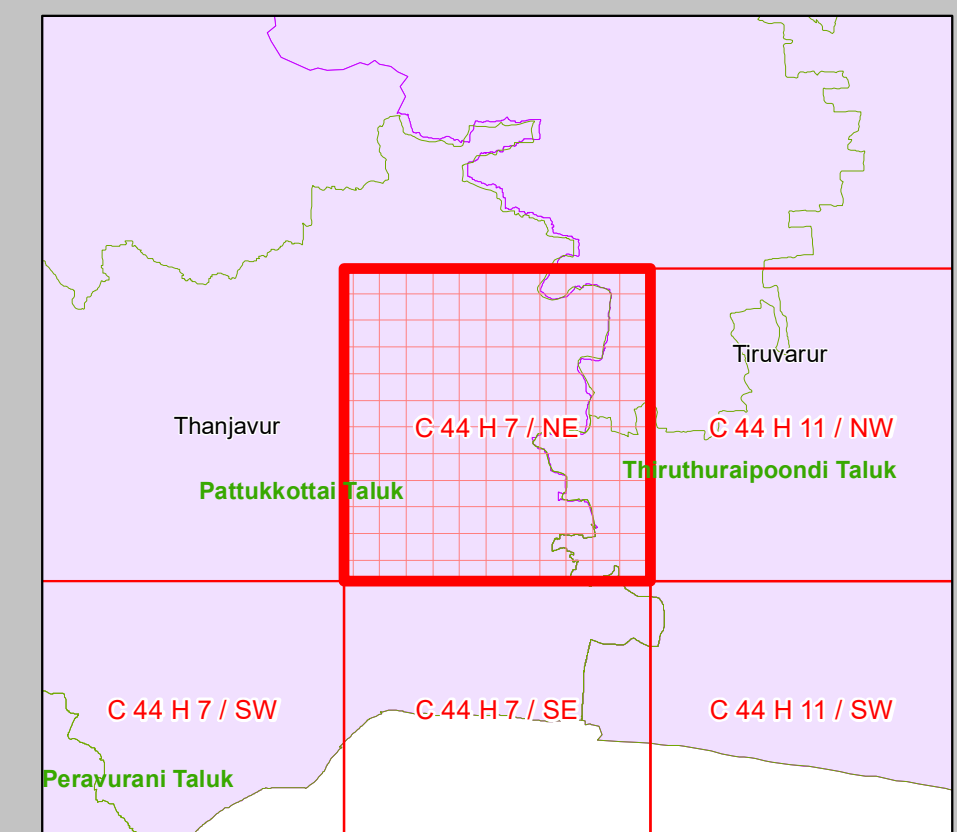 Tiruvarur
Thanjavur
C 44 H 7 / NE
C 44 H 11 / NW
Thiruthuraipoondi Taluk
Pattukkottai Taluk
C 44 H 7 / SW
C 44 H 7 / SE
C 44 H 11 / SW
Peravurani Taluk